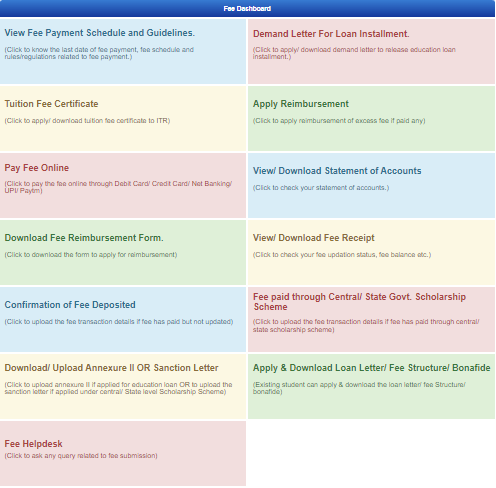 Fee Dashboard
View Fee Payment Schedule and Guidelines.
(Click to know the last date of fee payment, fee schedule and
rules/regulations related to fee payment.)
Demand Letter For Loan Installment.
(Click to apply/ download demand letter to release education loan
installment.)
Tuition Fee Certificate
(Click to apply/ download tuition fee certificate to ITR)
Apply Reimbursement
(Click to apply reimbursement of excess fee if paid any)
Pay Fee Online
(Click to pay the fee online through Debit Card/ Credit Card/ Net Banking/
UPI/ Paytm)
View/ Download Statement of Accounts
(Click to check your statement of accounts.)
Download Fee Reimbursement Form.
(Click to download the form to apply for reimbursement)
View/ Download Fee Receipt
(Click to check your fee updation status, fee balance etc.)
Confirmation of Fee Deposited
(Click to upload the fee transaction details if fee has paid but not updated)
Fee paid through Central/ State Govt. Scholarship
Scheme
(Click to upload the fee transaction details if fee has paid through central/
state scholarship scheme)
Download/ Upload Annexure II OR Sanction Letter
(Click to upload annexure II if applied for education loan OR to upload the
sanction letter if applied under central/ State level Scholarship Scheme)
Apply & Download Loan Letter/ Fee Structure/ Bonafide
(Existing student can apply & download the loan letter/ fee Structure/
bonafide)
Fee Helpdesk
(Click to ask any query related to fee submission)